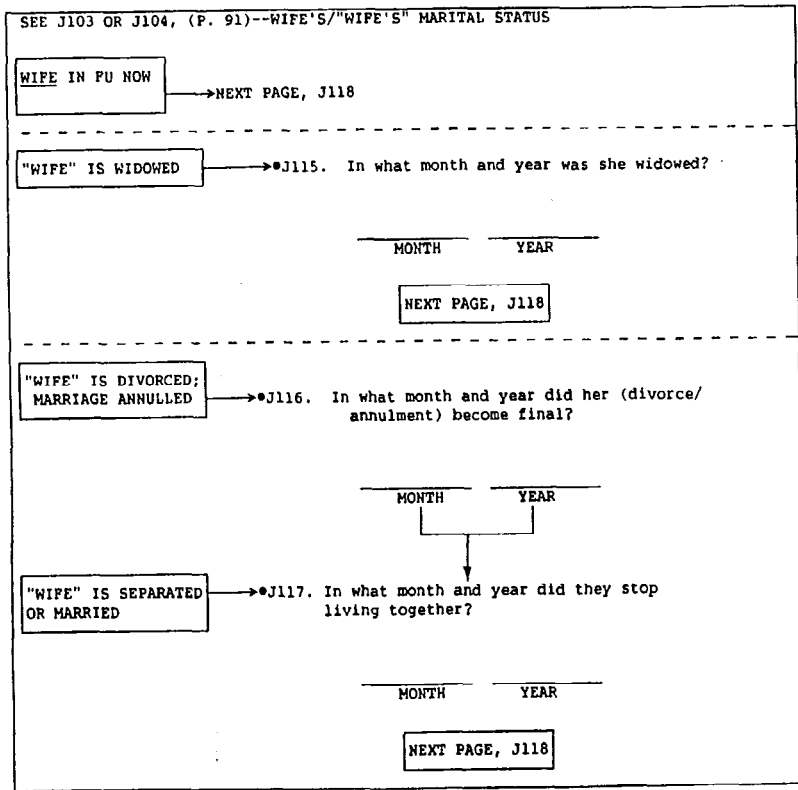 SEE J103 OR J104, (P. 91)--WIFE'S/"WIFE'S" MARITAL STATUS
WIFE IN FU NOW
NEXT PAGE, J118
"WIFE" IS WIDOWED
J115. In what month and year was she widowed?
MONTH YEAR
NEXT PAGE, J118
"WIFE" IS DIVORCED;
MARRIAGE ANNULLED
J116. In what month and year did her (divorce/
annulment) become final?
MONTH YEAR
"WIFE" IS SEPARATED
OR MARRIED
J117. In what month and year did they stop
living together?
MONTH YEAR
NEXT PAGE, J118